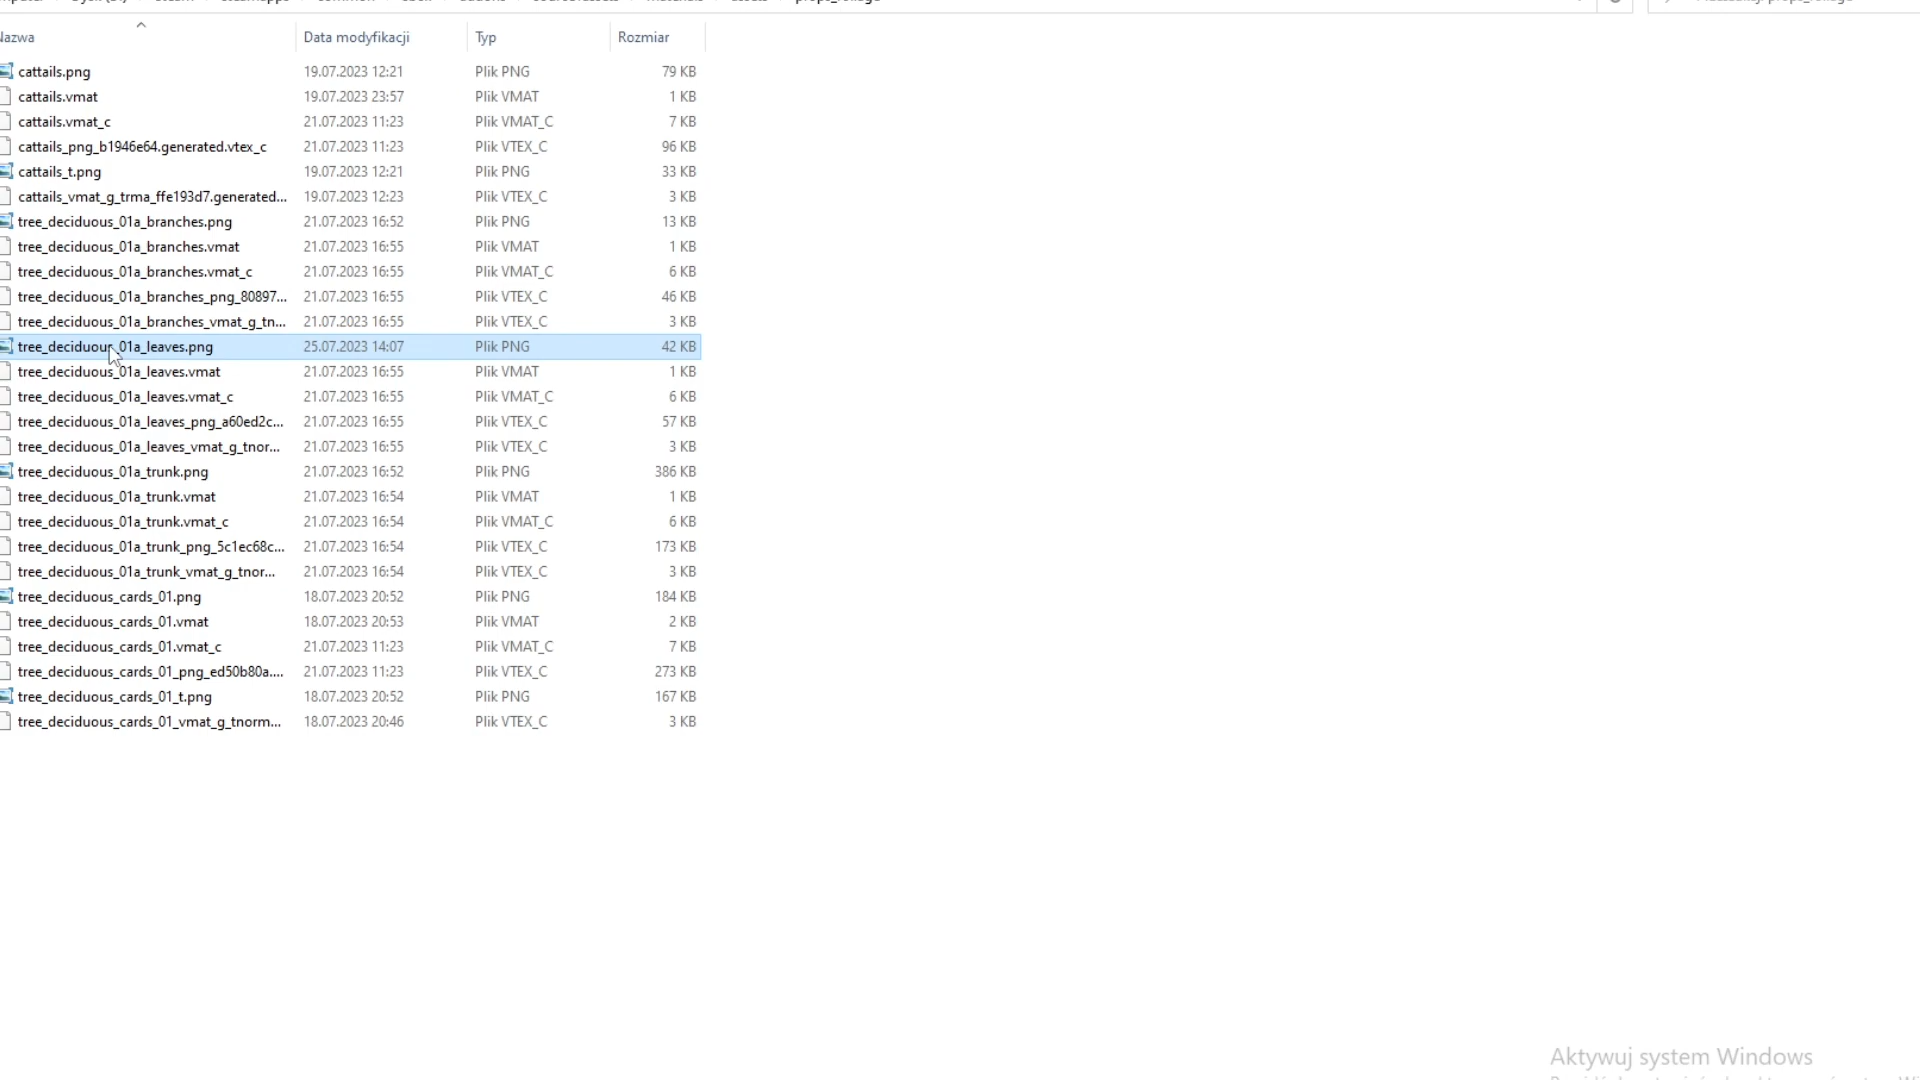 Nazwa Data modyfikacji Typ Rozmiar
cattails.png 19.07.2023 12:21 Plik PNG 79 KB
cattails.vmat 19.07.2023 23:57 Plik VMAT 1 KB
cattails.vmat_c 21.07.2023 11:23 Plik VMAT_C 7 KB
cattails_png_b1946e64.generated.vtex_c 21.07.2023 11:23 Plik VTEX_C 96 KB
cattails_t.png 19.07.2023 12:21 Plik PNG 33 KB
cattails_vmat_g_trma_ffe193d7.generated... 19.07.2023 12:23 Plik VTEX_C 3 KB
tree_deciduous_01a_branches.png 21.07.2023 16:52 Plik PNG 13 KB
tree_deciduous_01a_branches.vmat 21.07.2023 16:55 Plik VMAT 1 KB
tree_deciduous_01a_branches.vmat_c 21.07.2023 16:55 Plik VMAT_C 6 KB
tree_deciduous_01a_branches_png_80897... 21.07.2023 16:55 Plik VTEX_C 46 KB
tree_deciduous_01a_branches_vmat_g_tn... 21.07.2023 16:55 Plik VTEX_C 3 KB
tree_deciduous_01a_leaves.png 25.07.2023 14:07 Plik PNG 42 KB
tree_deciduous_01a_leaves.vmat 21.07.2023 16:55 Plik VMAT 1 KB
tree_deciduous_01a_leaves.vmat_c 21.07.2023 16:55 Plik VMAT_C 6 KB
tree_deciduous_01a_leaves_png_a60ed2c... 21.07.2023 16:55 Plik VTEX_C 57 KB
tree_deciduous_01a_leaves_vmat_g_tnor... 21.07.2023 16:55 Plik VTEX_C 3 KB
tree_deciduous_01a_trunk.png 21.07.2023 16:52 Plik PNG 386 KB
tree_deciduous_01a_trunk.vmat 21.07.2023 16:54 Plik VMAT 1 KB
tree_deciduous_01a_trunk.vmat_c 21.07.2023 16:54 Plik VMAT_C 6 KB
tree_deciduous_01a_trunk_png_5c1ec68c... 21.07.2023 16:54 Plik VTEX_C 173 KB
tree_deciduous_01a_trunk_vmat_g_tnor... 21.07.2023 16:54 Plik VTEX_C 3 KB
tree_deciduous_cards_01.png 18.07.2023 20:52 Plik PNG 184 KB
tree_deciduous_cards_01.vmat 18.07.2023 20:53 Plik VMAT 2 KB
tree_deciduous_cards_01.vmat_c 21.07.2023 11:23 Plik VMAT_C 7 KB
tree_deciduous_cards_01_png_ed50b80a.... 21.07.2023 11:23 Plik VTEX_C 273 KB
tree_deciduous_cards_01_t.png 18.07.2023 20:52 Plik PNG 167 KB
tree_deciduous_cards_01_vmat_g_tnorm... 18.07.2023 20:46 Plik VTEX_C 3 KB
Aktywuj system Windows